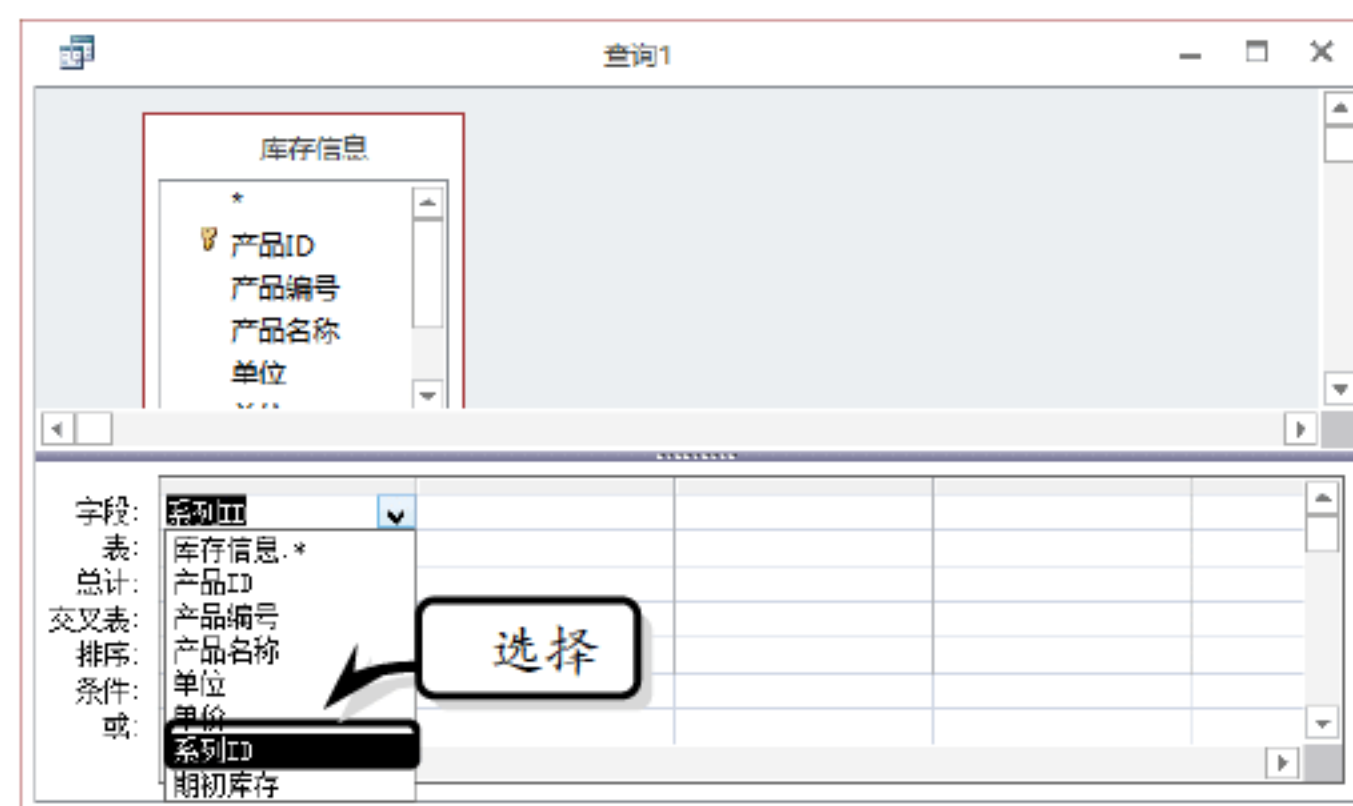 查询1
库存信息
*
产品ID
产品编号
产品名称
单位
字段: 系列ID
表:
总计:
交叉表:
排序:
条件:
或:
库存信息.*
产品ID
产品编号
产品名称
单位
单价
系列ID
期初库存
选择